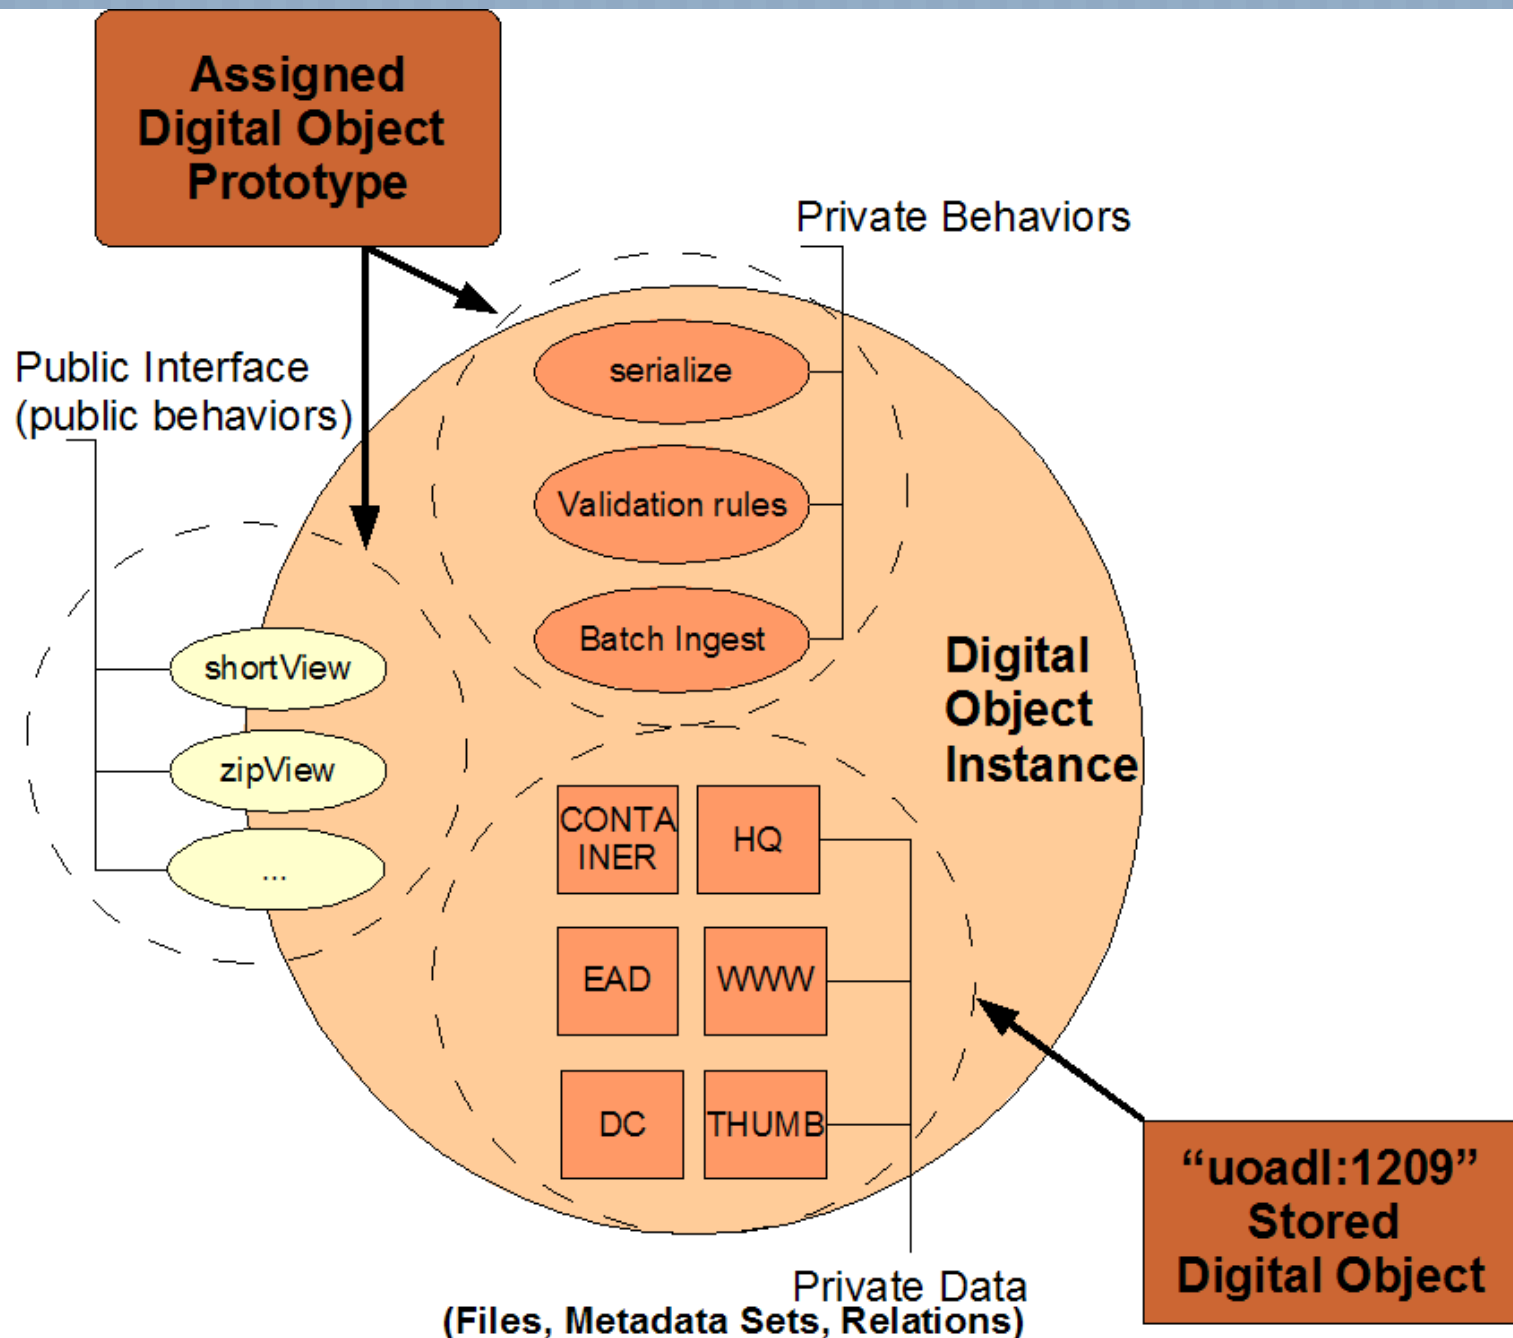 Assigned
Digital Object
Prototype
Private Behaviors
Public Interface
(public behaviors)
serialize
Validation rules
Batch Ingest
shortView
zipView
...
Digital
Object
Instance
CONTA
INER
HQ
EAD
WWW
DC
THUMB
“uoadl:1209”
Stored
Digital Object
Private Data
(Files, Metadata Sets, Relations)